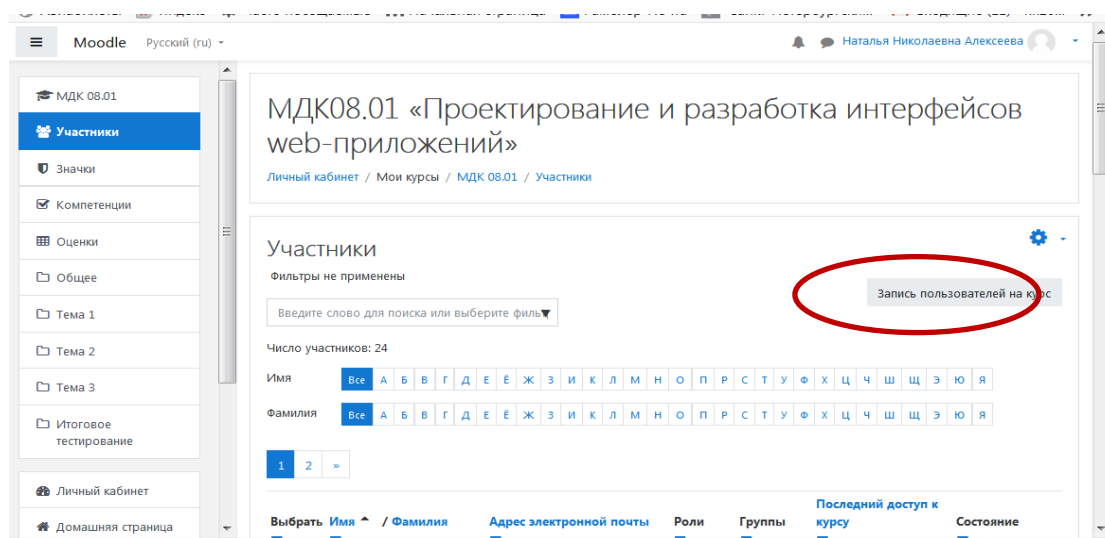 Moodle Русский (ru)
Наталья Николаевна Алексеева
МДК 08.01
Участники
Значки
Компетенции
Оценки
Общее
Тема 1
Тема 2
Тема 3
Итоговое
тестирование
Личный кабинет
Домашняя страница
МДК08.01 «Проектирование и разработка интерфейсов
web-приложений»
Личный кабинет / Мои курсы / МДК 08.01 / Участники
Участники
Фильтры не применены
Запись пользователей на курс
Введите слово для поиска или выберите филь
Число участников: 24
Имя Все А Б В Г Д Е Ё Ж З И К Л М Н О П Р С Т У Ф Х Ц Ч Ш Щ Э Ю Я
Фамилия Все А Б В Г Д Е Ё Ж З И К Л М Н О П Р С Т У Ф Х Ц Ч Ш Щ Э Ю Я
1 2 »
Выбрать Имя / Фамилия Адрес электронной почты Роли Группы Последний доступ к Состояние
курсу